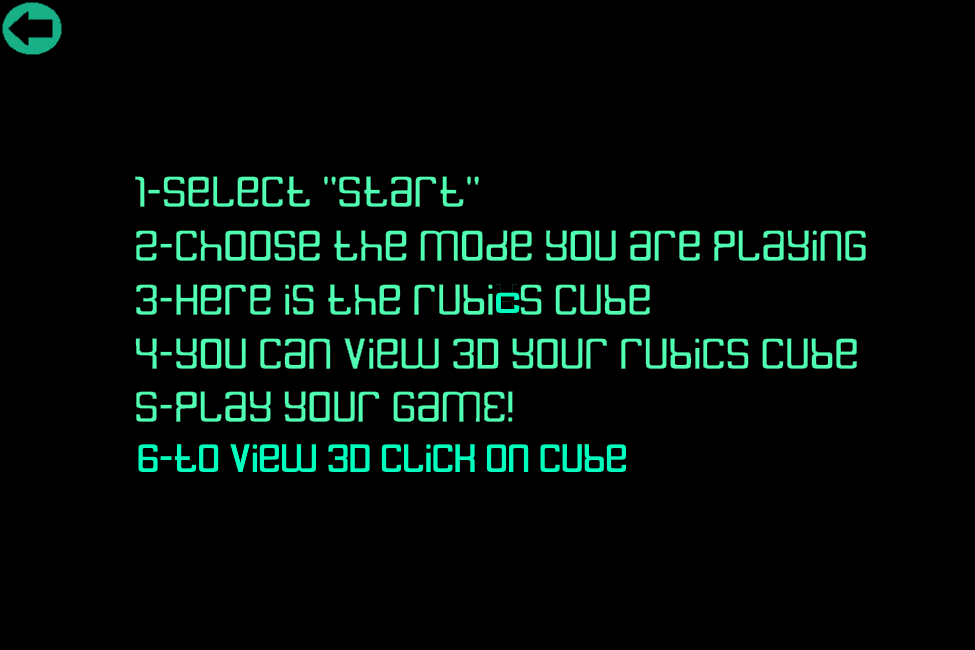 1-Select "Start"
2-Choose the mode you are playing
3-Here is the rubics cube
4-you can view 3D your rubics cube
5-Play your game!
6-to view 3D click on cube